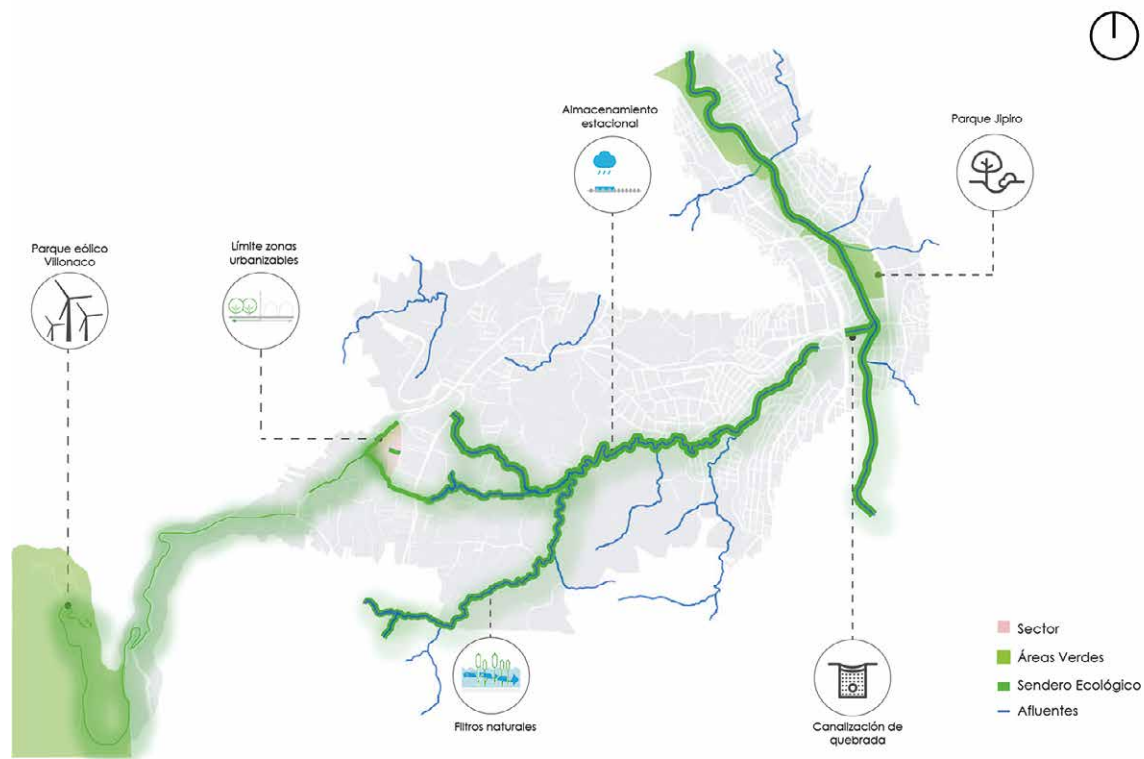 Almacenamiento
estacional
Parque Jipiro
Parque eólico
Villonaco
Límite zonas
urbanizables
Filtros naturales
Canalización de
quebrada
Sector
Áreas Verdes
Sendero Ecológico
Afluentes